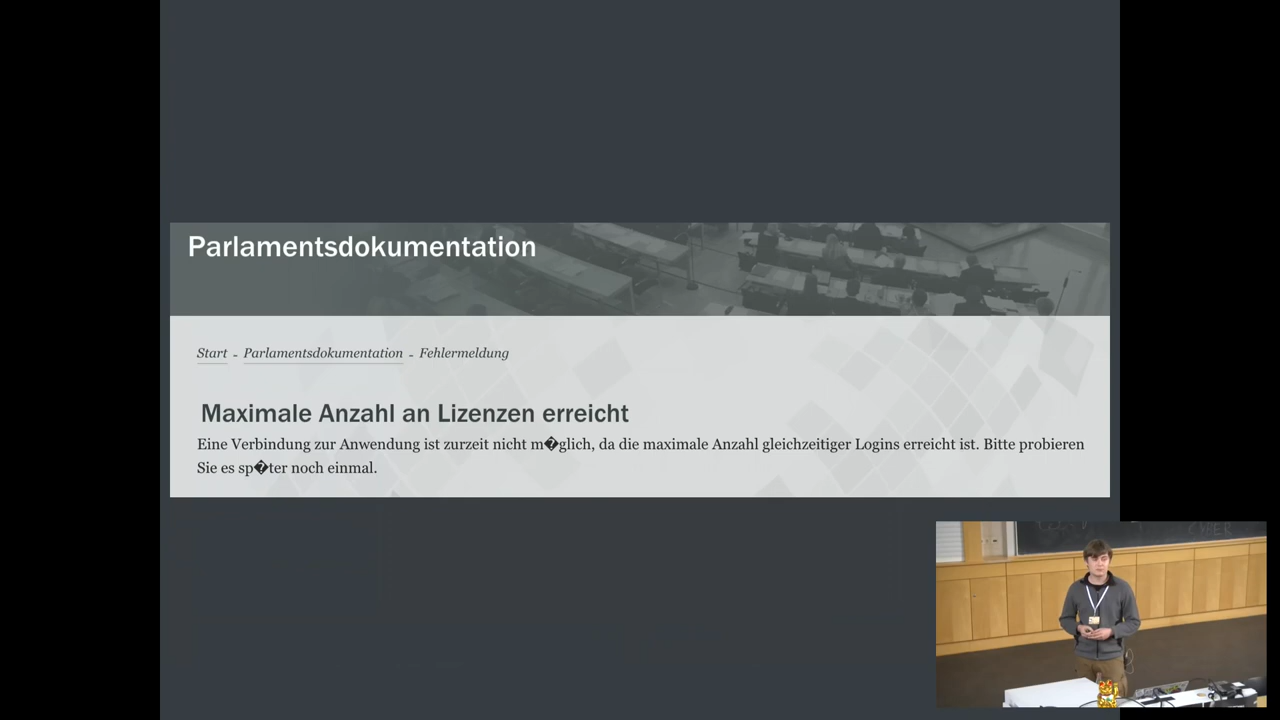 Parlamentsdokumentation
Start - Parlamentsdokumentation - Fehlermeldung
Maximale Anzahl an Lizenzen erreicht
Eine Verbindung zur Anwendung ist zurzeit nicht m�glich, da die maximale Anzahl gleichzeitiger Logins erreicht ist. Bitte probieren
Sie es sp�ter noch einmal.
CYBER